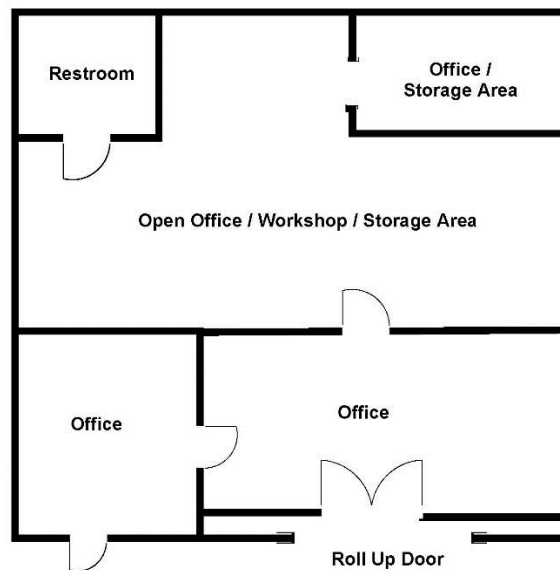 Restroom
Office /
Storage Area
Open Office / Workshop / Storage Area
Office
Office
Roll Up Door